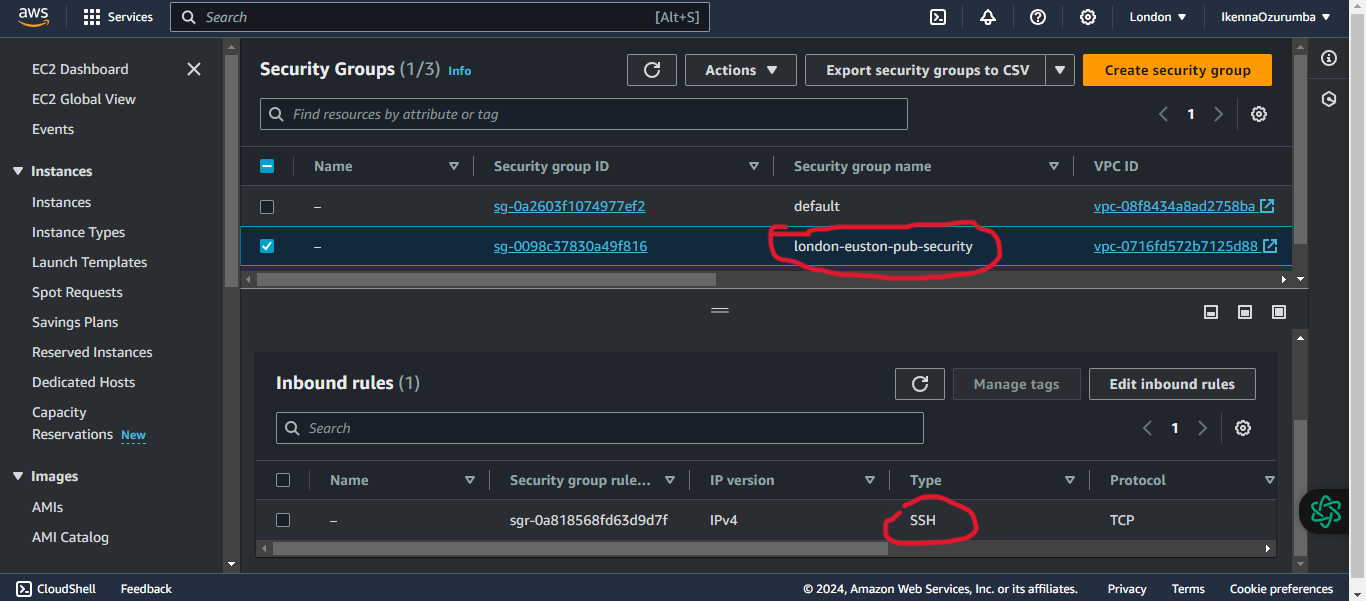 aws Services Search [Alt+S] London IkennaOzurumba
EC2 Dashboard
EC2 Global View
Events
Instances
Instances
Instance Types
Launch Templates
Spot Requests
Savings Plans
Reserved Instances
Dedicated Hosts
Capacity
Reservations New
Images
AMIs
AMI Catalog
Security Groups (1/3) Info Actions Export security groups to CSV Create security group
Find resources by attribute or tag 1
Name Security group ID Security group name VPC ID
– sg-0a2603f1074977ef2 default vpc-08f8434a8ad2758ba
– sg-0098c37830a49f816 london-euston-pub-security vpc-0716fd572b7125d88
Inbound rules (1) Manage tags Edit inbound rules
Search 1
Name Security group rule... IP version Type Protocol
– sgr-0a818568fd63d9d7f IPv4 SSH TCP
CloudShell Feedback © 2024, Amazon Web Services, Inc. or its affiliates. Privacy Terms Cookie preferences